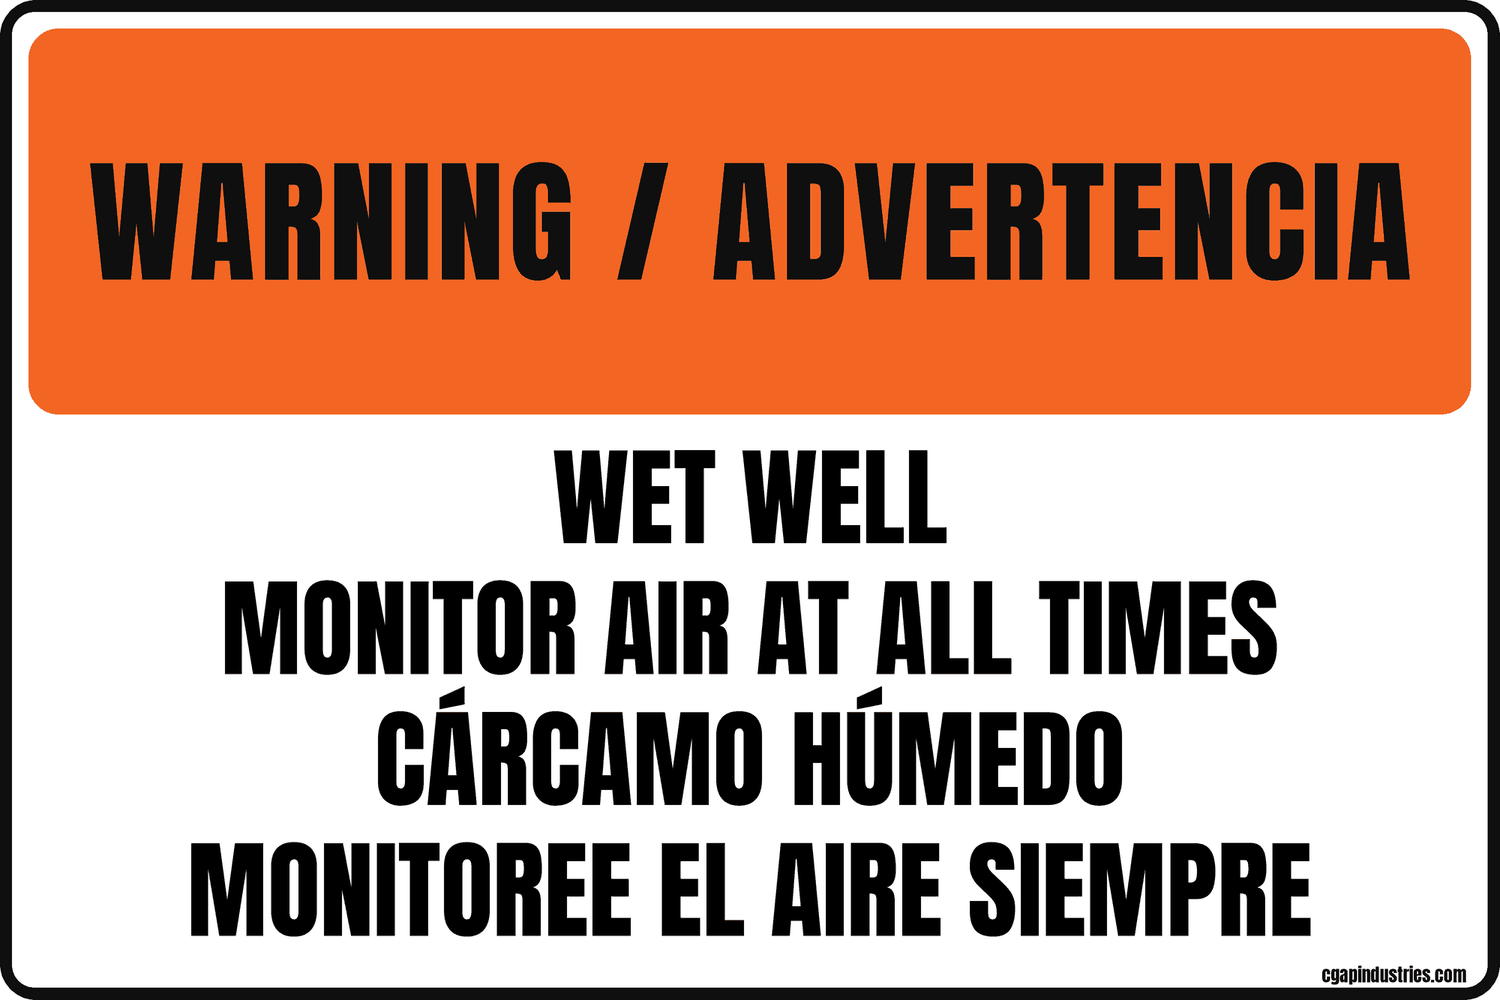 WARNING / ADVERTENCIA
WET WELL
MONITOR AIR AT ALL TIMES
CÁRCAMO HÚMEDO
MONITOREE EL AIRE SIEMPRE
cgapindustries.com